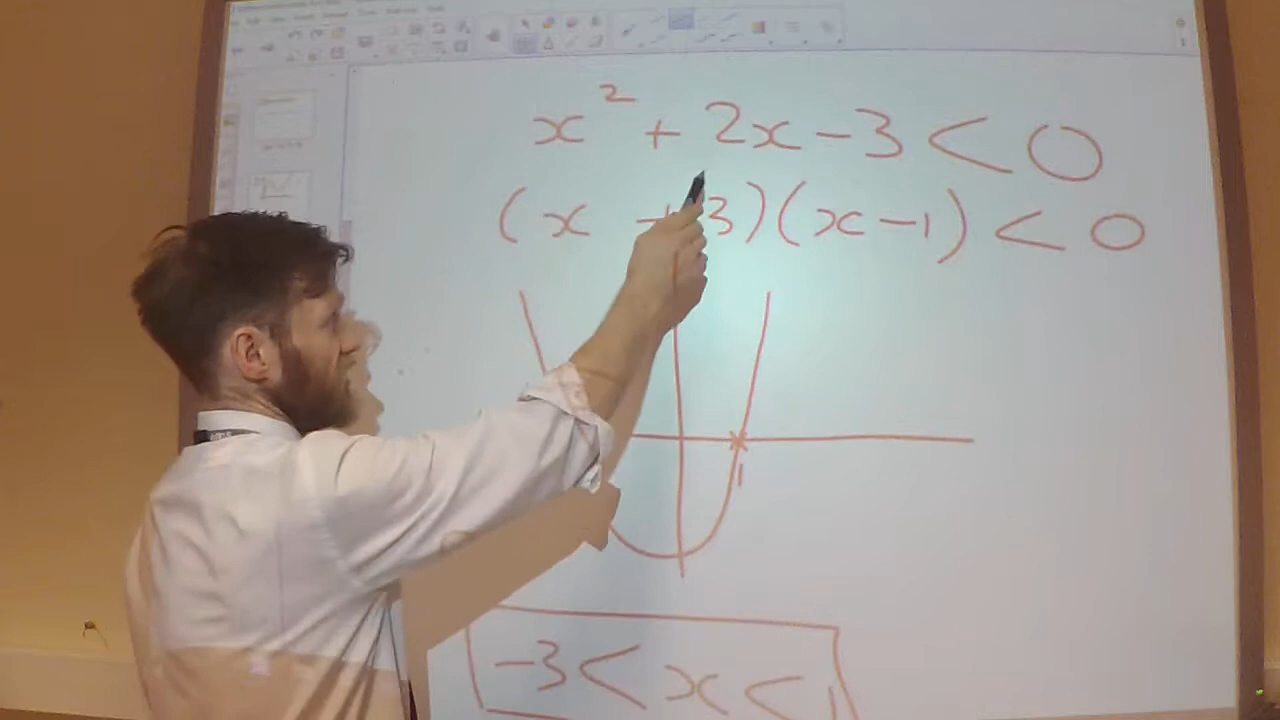 x² + 2x - 3 < 0
(x + 3)(x - 1) < 0
1
-3 < x < 1